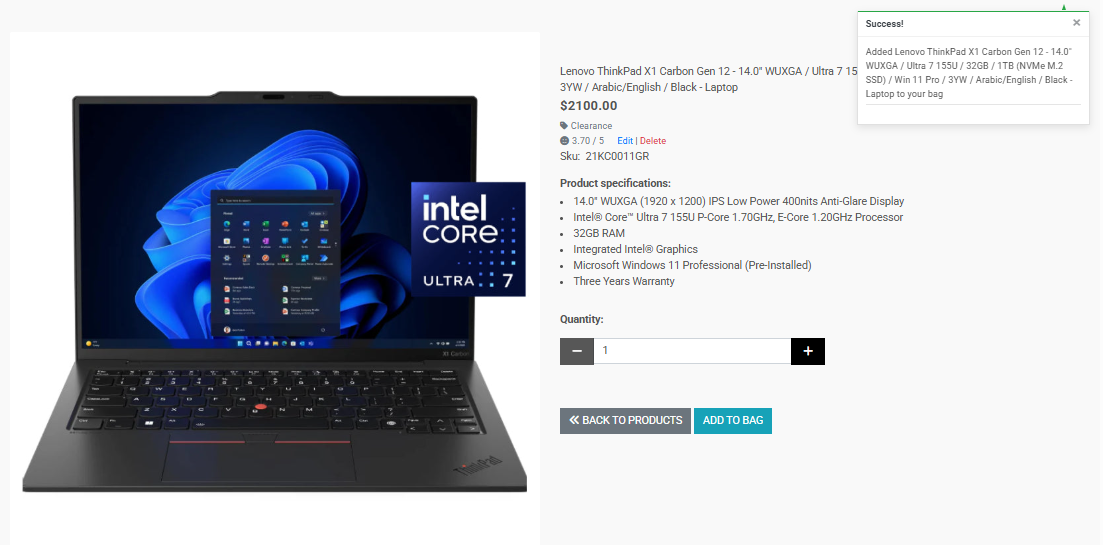 Success!
×
Added Lenovo ThinkPad X1 Carbon Gen 12 - 14.0"
WUXGA / Ultra 7 155U / 32GB / 1TB (NVMe M.2
SSD) / Win 11 Pro / 3YW / Arabic/English / Black -
Laptop to your bag
Lenovo ThinkPad X1 Carbon Gen 12 - 14.0" WUXGA / Ultra 7 15
3YW / Arabic/English / Black - Laptop
$2100.00
Clearance
3.70 / 5 Edit | Delete
Sku: 21KC0011GR
Product specifications:
• 14.0" WUXGA (1920 x 1200) IPS Low Power 400nits Anti-Glare Display
• Intel® Core™ Ultra 7 155U P-Core 1.70GHz, E-Core 1.20GHz Processor
• 32GB RAM
• Integrated Intel® Graphics
• Microsoft Windows 11 Professional (Pre-Installed)
• Three Years Warranty
Quantity:
− 1 +
BACK TO PRODUCTS ADD TO BAG
intel
CORE
ULTRA 7
X1 Carbon
ThinkPad